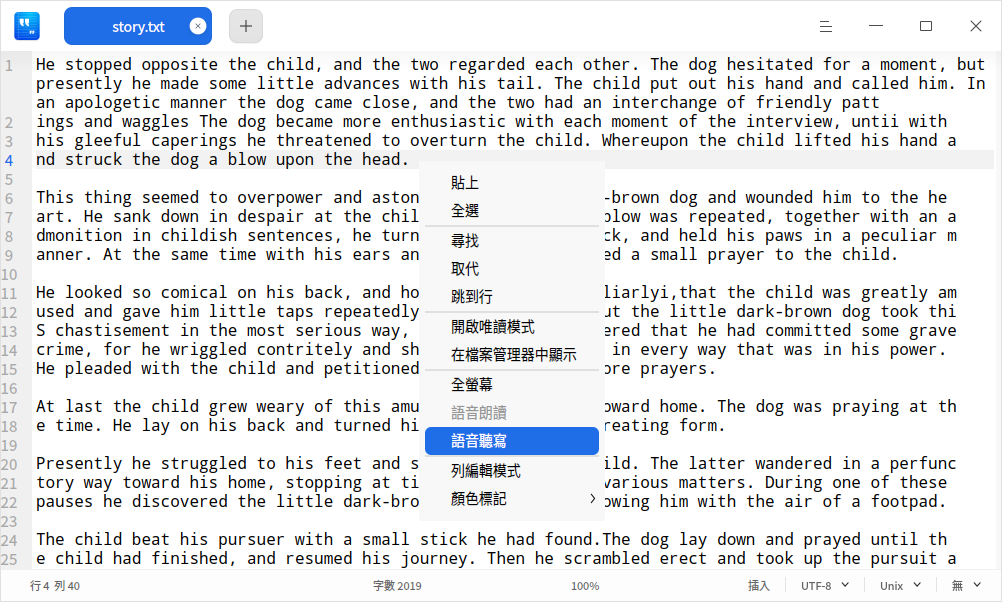 story.txt
1 He stopped opposite the child, and the two regarded each other. The dog hesitated for a moment, but
presently he made some little advances with his tail. The child put out his hand and called him. In
an apologetic manner the dog came close, and the two had an interchange of friendly patt
2 ings and waggles The dog became more enthusiastic with each moment of the interview, untii with
3 his gleeful caperings he threatened to overturn the child. Whereupon the child lifted his hand a
4 nd struck the dog a blow upon the head.
5
6 This thing seemed to overpower and aston -brown dog and wounded him to the he
7 art. He sank down in despair at the chil blow was repeated, together with an a
8 dmonition in childish sentences, he turn ck, and held his paws in a peculiar m
9 anner. At the same time with his ears an ed a small prayer to the child.
10
11 He looked so comical on his back, and ho liarlyi,that the child was greatly am
12 used and gave him little taps repeatedly ut the little dark-brown dog took thi
13 S chastisement in the most serious way, ered that he had committed some grave
14 crime, for he wriggled contritely and sh in every way that was in his power.
15 He pleaded with the child and petitioned ore prayers.
16
17 At last the child grew weary of this amu oward home. The dog was praying at th
18 e time. He lay on his back and turned hi reating form.
19
20 Presently he struggled to his feet and s ild. The latter wandered in a perfunc
21 tory way toward his home, stopping at ti various matters. During one of these
22 pauses he discovered the little dark-bro owing him with the air of a footpad.
23
24 The child beat his pursuer with a small stick he had found.The dog lay down and prayed until th
25 e child had finished, and resumed his journey. Then he scrambled erect and took up the pursuit a
貼上
全選
尋找
取代
跳到行
開啟唯讀模式
在檔案管理器中顯示
全螢幕
語音朗讀
語音聽寫
列編輯模式
顏色標記
行 4 列 40 字數 2019 100% 插入 UTF-8 Unix 無